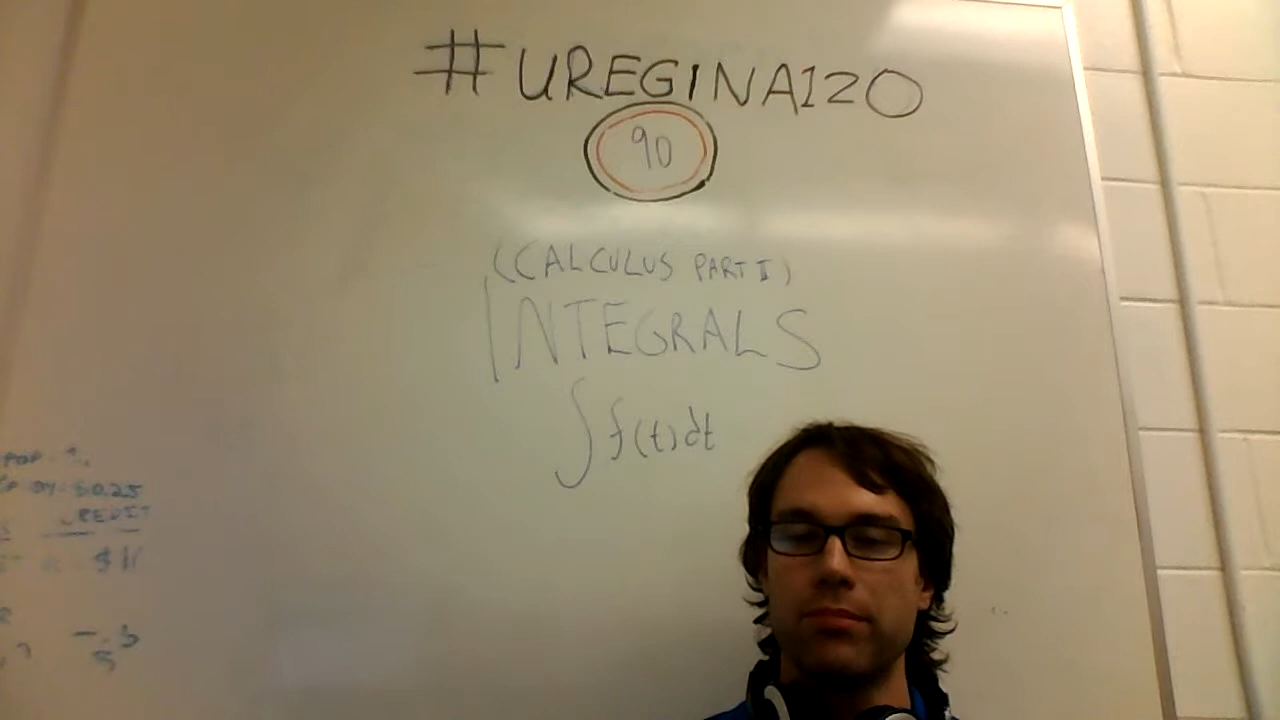 #UREGINA120
90
(CALCULUS PART I)
INTEGRALS
∫f(t)dt